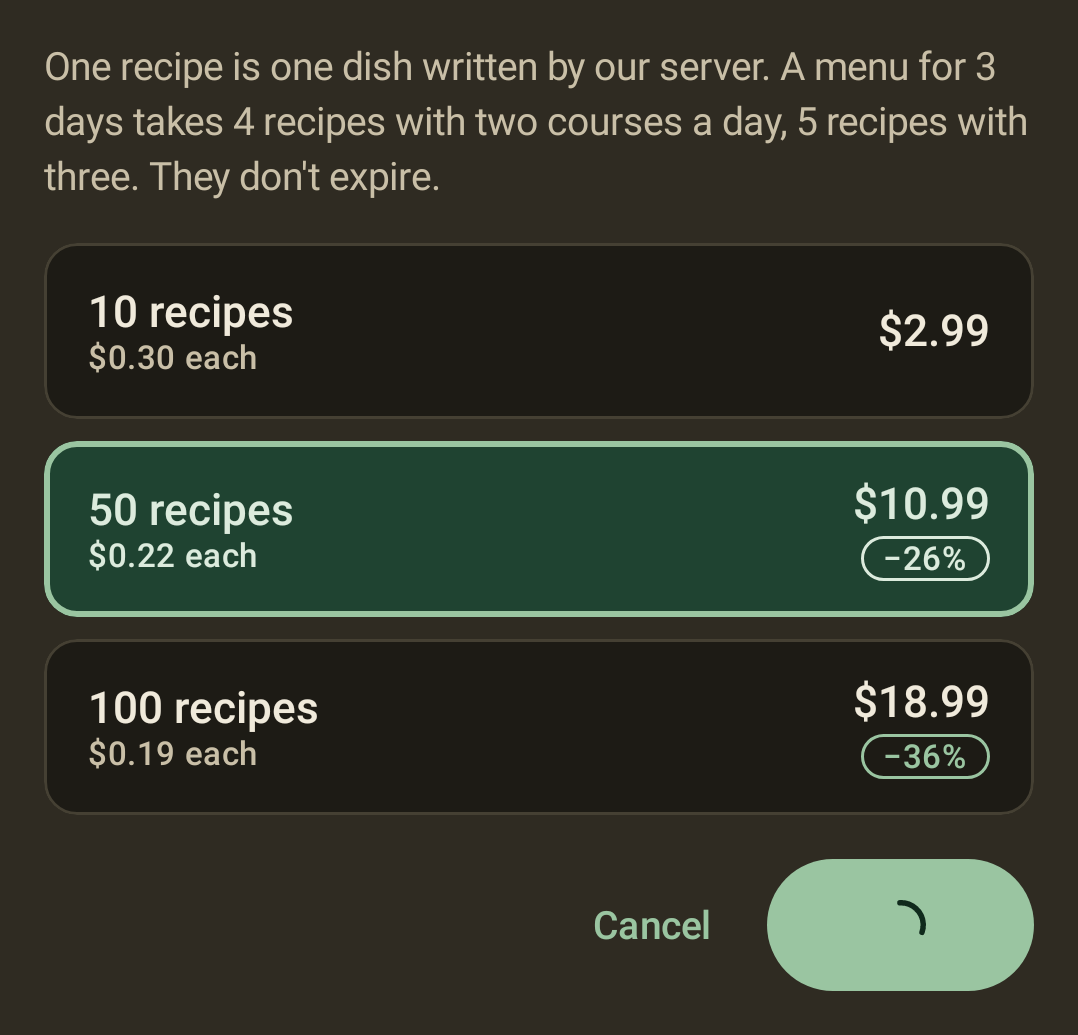 One recipe is one dish written by our server. A menu for 3
days takes 4 recipes with two courses a day, 5 recipes with
three. They don't expire.
10 recipes
$0.30 each
$2.99
50 recipes
$0.22 each
$10.99
−26%
100 recipes
$0.19 each
$18.99
−36%
Cancel